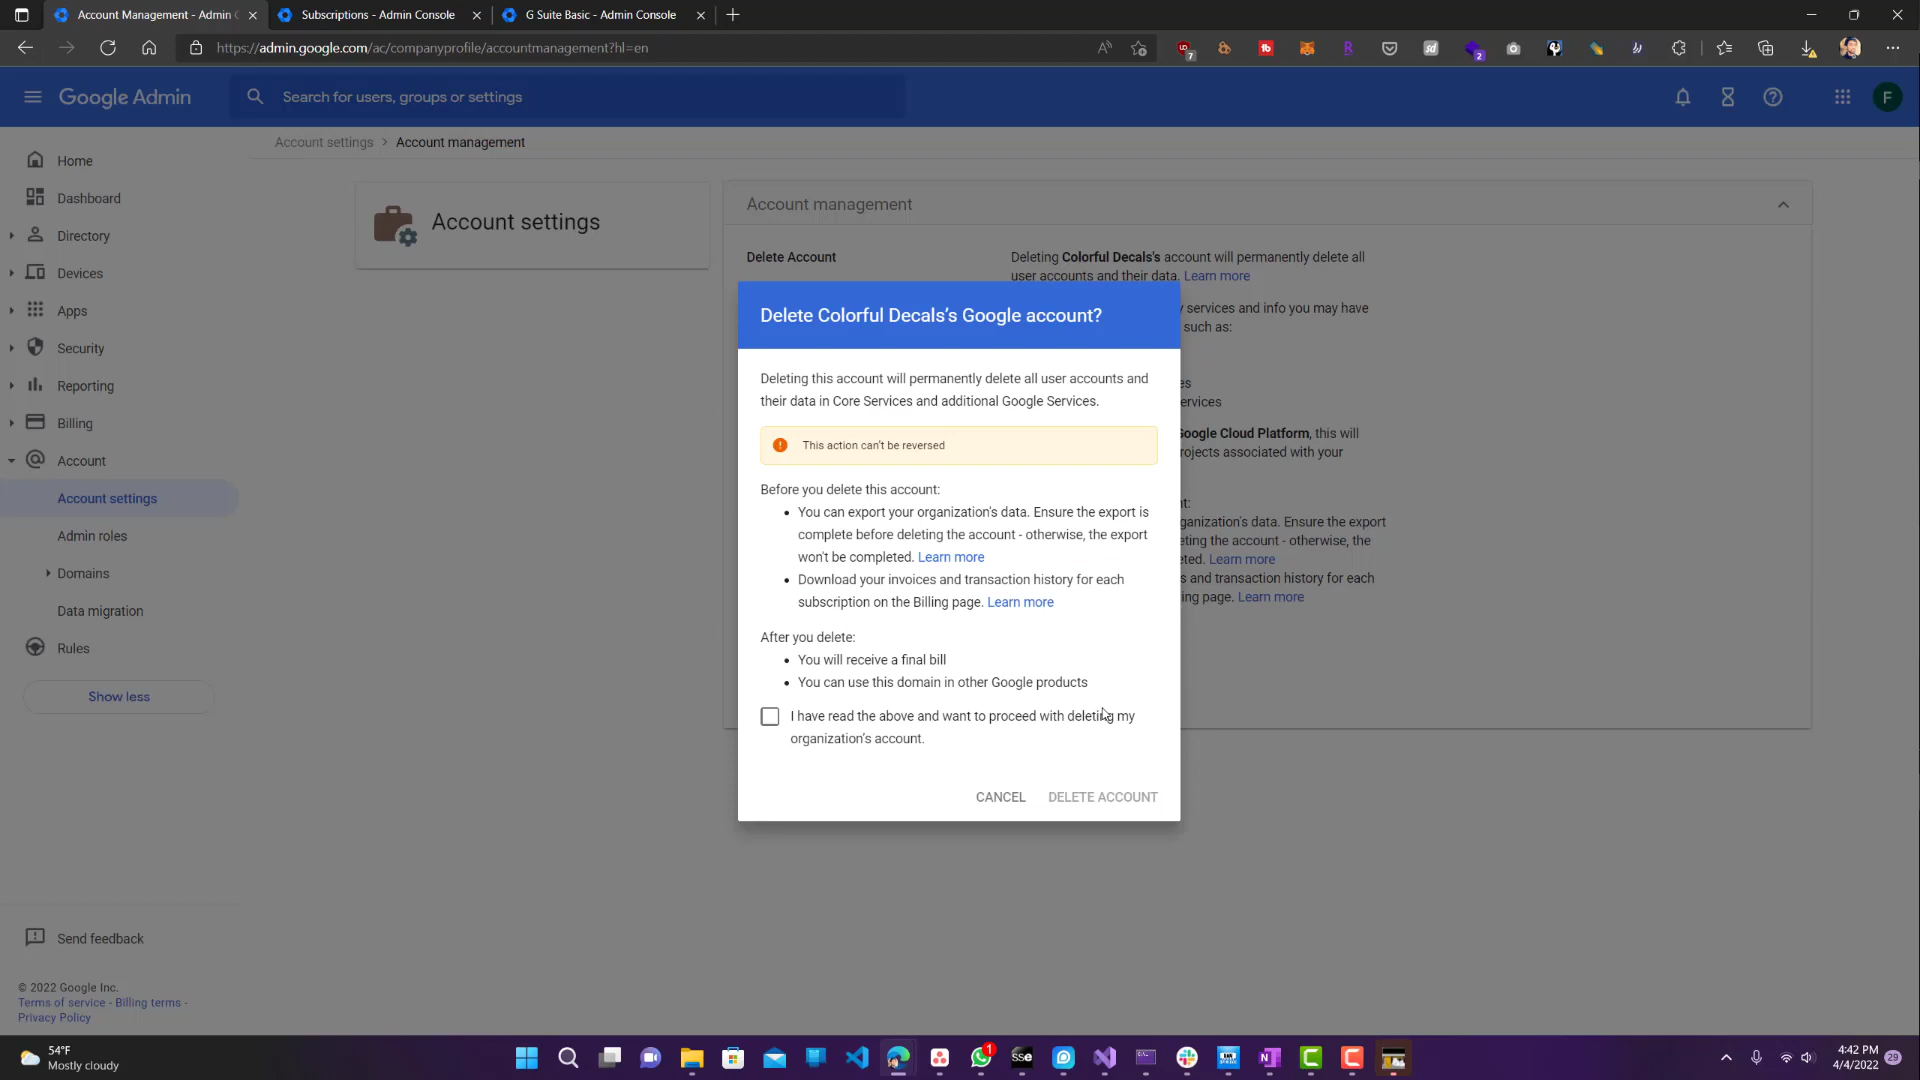 Account Management - Admin C
Subscriptions - Admin Console
G Suite Basic - Admin Console
https://admin.google.com/ac/companyprofile/accountmanagement?hl=en
7
2
Google Admin
Search for users, groups or settings
F
Account settings > Account management
Home
Dashboard
Directory
Devices
Apps
Security
Reporting
Billing
Account
Account settings
Admin roles
Domains
Data migration
Rules
Show less
Send feedback
© 2022 Google Inc.
Terms of service - Billing terms -
Privacy Policy
Account settings
Account management
Delete Account
Deleting Colorful Decals's account will permanently delete all
user accounts and their data. Learn more
y services and info you may have
such as:
es
ervices
Google Cloud Platform, this will
rojects associated with your
t:
ganization's data. Ensure the export
eting the account - otherwise, the
eted. Learn more
s and transaction history for each
ing page. Learn more
Delete Colorful Decals's Google account?
Deleting this account will permanently delete all user accounts and
their data in Core Services and additional Google Services.
This action can't be reversed
Before you delete this account:
• You can export your organization's data. Ensure the export is
complete before deleting the account - otherwise, the export
won't be completed. Learn more
• Download your invoices and transaction history for each
subscription on the Billing page. Learn more
After you delete:
• You will receive a final bill
• You can use this domain in other Google products
I have read the above and want to proceed with deleting my
organization's account.
CANCEL
DELETE ACCOUNT
54°F
Mostly cloudy
1
SSE
4:42 PM
4/4/2022
29